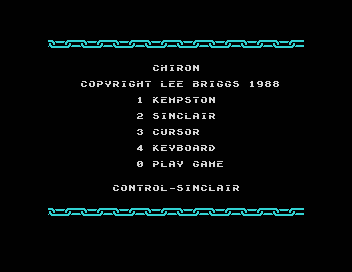 CHIRON
COPYRIGHT LEE BRIGGS 1988
1 KEMPSTON
2 SINCLAIR
3 CURSOR
4 KEYBOARD
0 PLAY GAME
CONTROL-SINCLAIR